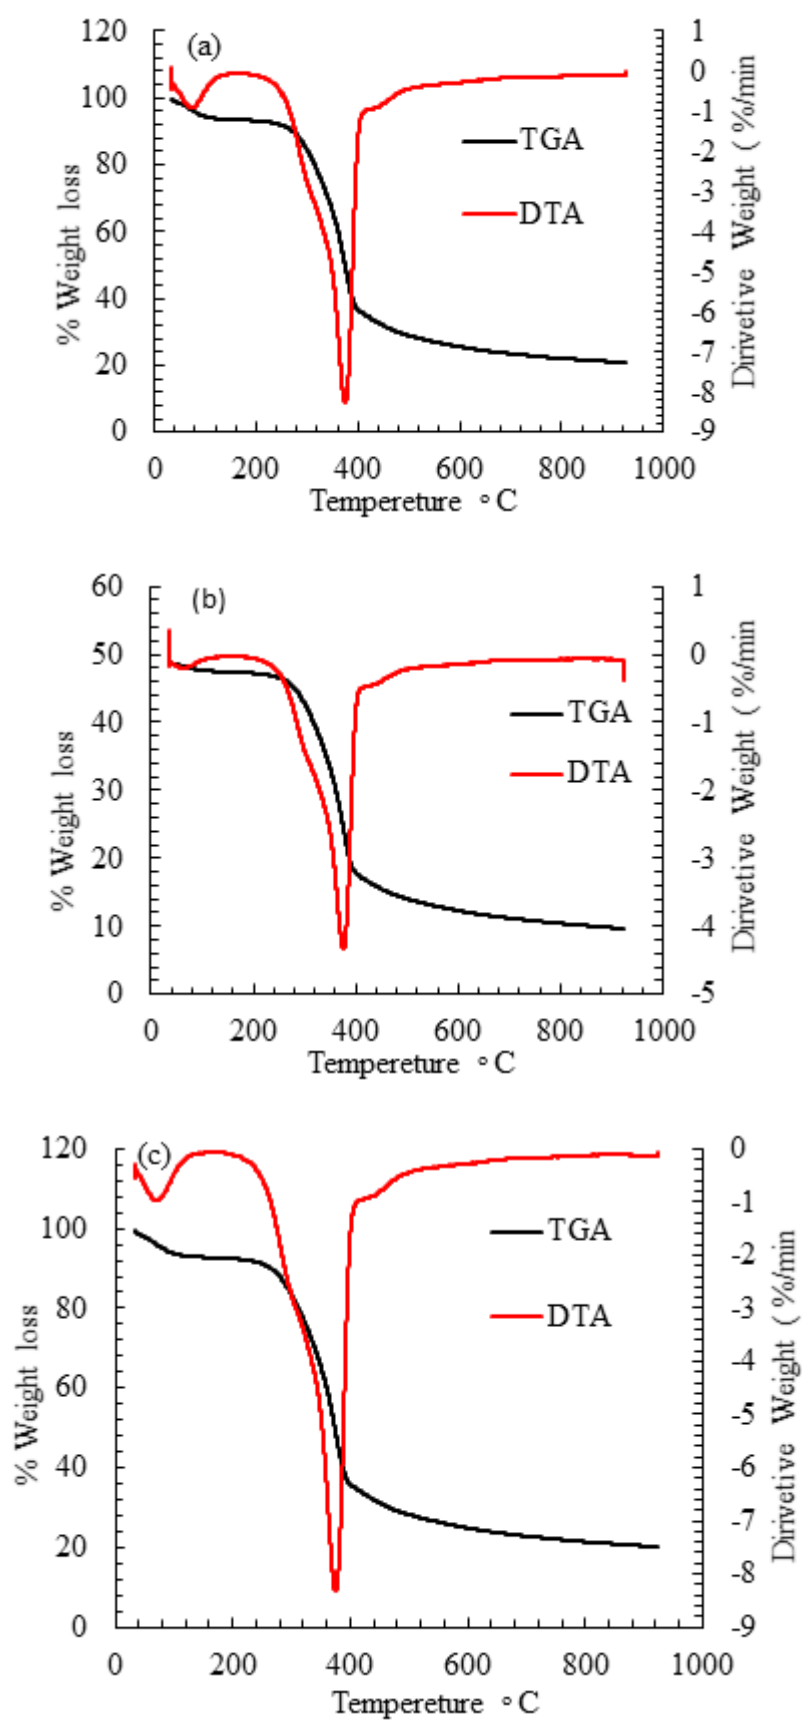 (a)
120
100
80
60
40
20
0
% Weight loss
1
0
-1
-2
-3
-4
-5
-6
-7
-8
-9
Dirivetive Weight ( %/min
TGA
DTA
0 200 400 600 800 1000
Tempereture °C
(b)
60
50
40
30
20
10
0
% Weight loss
1
0
-1
-2
-3
-4
-5
Dirivetive Weight ( %/min
TGA
DTA
0 200 400 600 800 1000
Tempereture °C
(c)
120
100
80
60
40
20
0
% Weight loss
0
-1
-2
-3
-4
-5
-6
-7
-8
-9
Dirivetive Weight ( %/min
TGA
DTA
0 200 400 600 800 1000
Tempereture °C